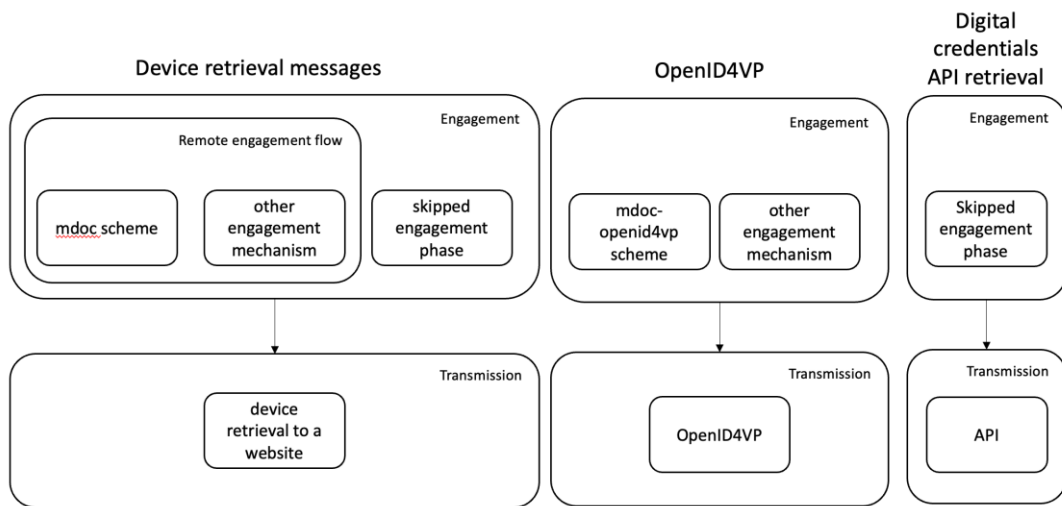 Device retrieval messages
Engagement
Remote engagement flow
mdoc scheme
other
engagement
mechanism
skipped
engagement
phase
Transmission
device
retrieval to a
website
OpenID4VP
Engagement
mdoc-
openid4vp
scheme
other
engagement
mechanism
Transmission
OpenID4VP
Digital
credentials
API retrieval
Engagement
Skipped
engagement
phase
Transmission
API